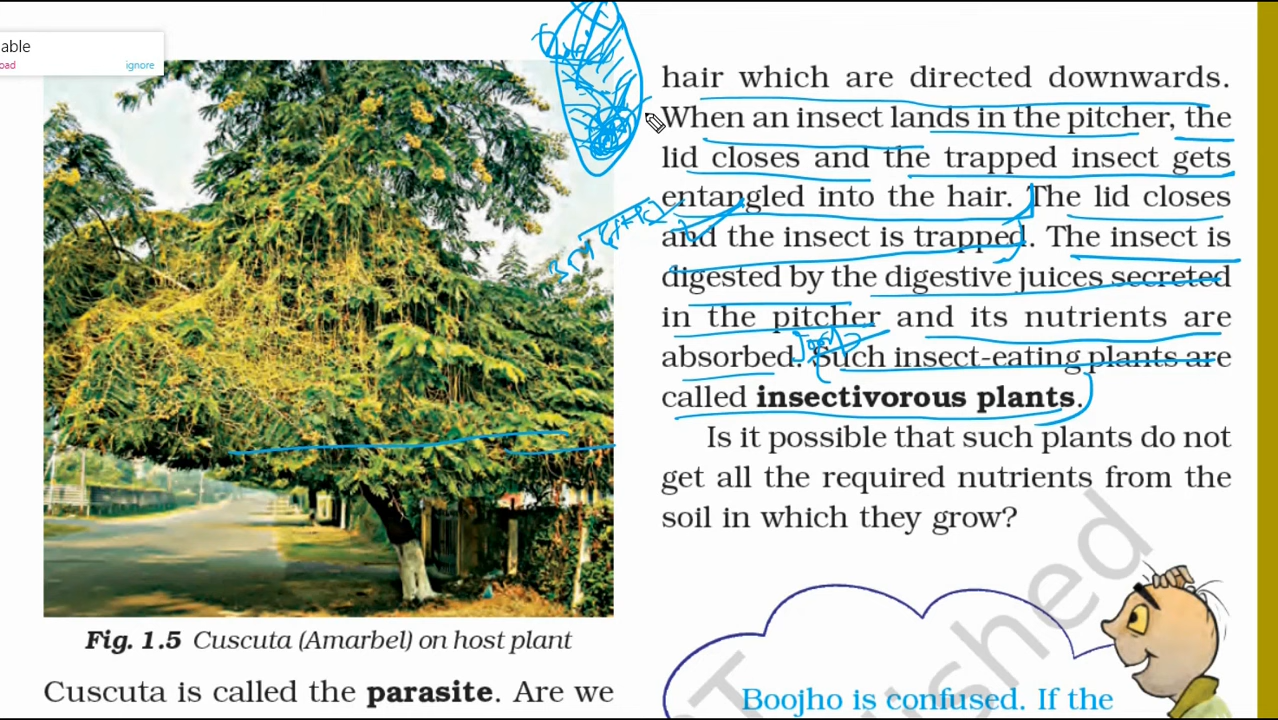 able
oad
ignore
hair which are directed downwards.
When an insect lands in the pitcher, the
lid closes and the trapped insect gets
entangled into the hair. The lid closes
and the insect is trapped. The insect is
digested by the digestive juices secreted
in the pitcher and its nutrients are
absorbed. Such insect-eating plants are
called insectivorous plants.
Is it possible that such plants do not
get all the required nutrients from the
soil in which they grow?
Fig. 1.5 Cuscuta (Amarbel) on host plant
Cuscuta is called the parasite. Are we
Boojho is confused. If the